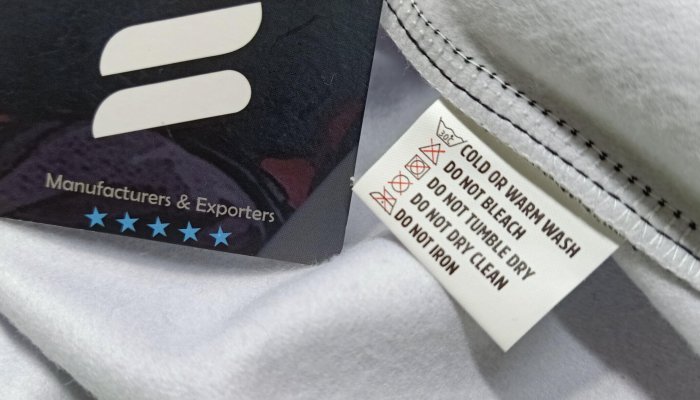 Manufacturers & Exporters
30c
COLD OR WARM WASH
DO NOT BLEACH
DO NOT TUMBLE DRY
DO NOT DRY CLEAN
DO NOT IRON